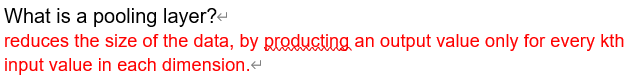 What is a pooling layer?
reduces the size of the data, by producting an output value only for every kth
input value in each dimension.